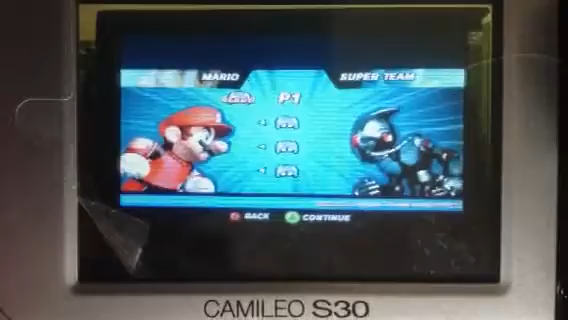 MARIO
SUPER TEAM
P1
BACK
CONTINUE
CAMILEO S30